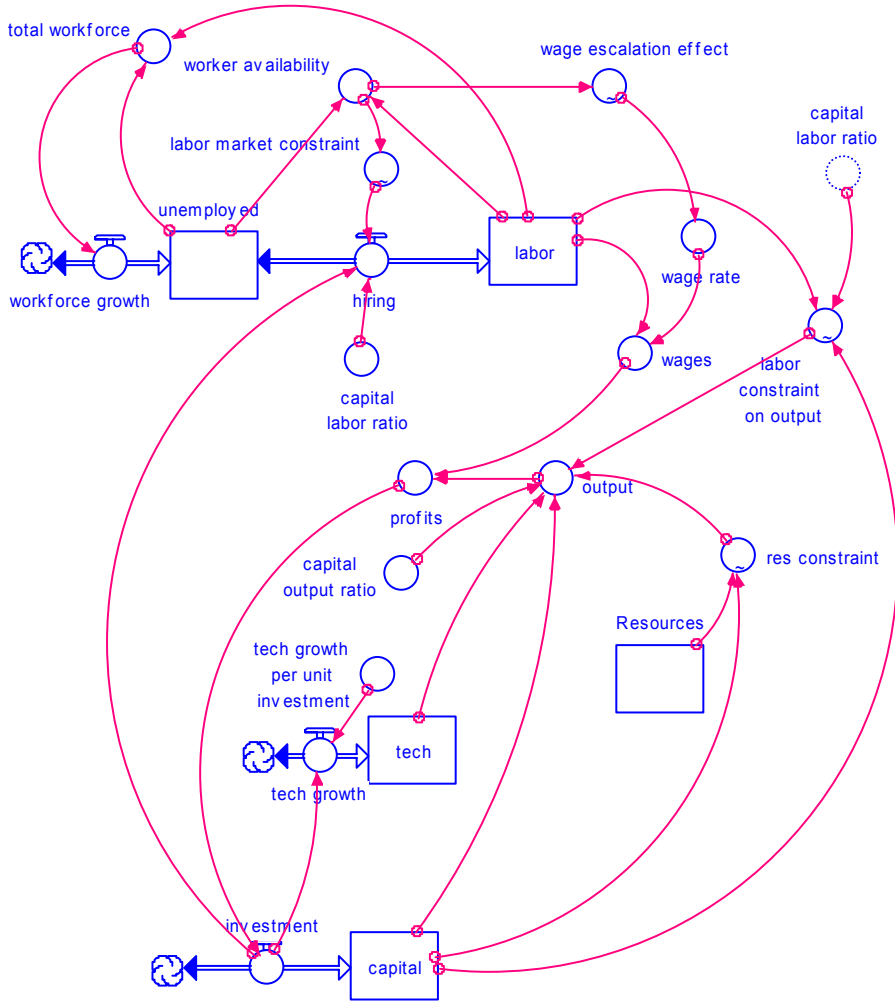 total workforce
worker availability
wage escalation effect
capital
labor ratio
labor market constraint
unemployed
labor
workforce growth
hiring
wage rate
wages
labor
constraint
on output
capital
labor ratio
profits
output
capital
output ratio
res constraint
Resources
tech growth
per unit
investment
tech
tech growth
investment
capital
~
~
~
~